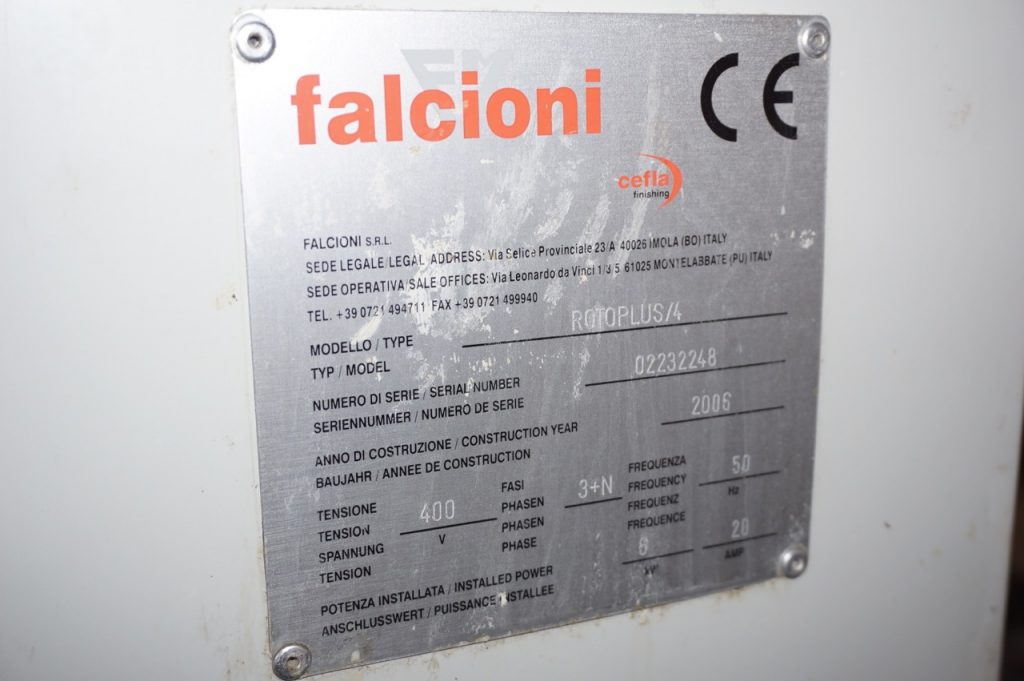 falcioni
CE
cefla
finishing
FALCIONI S.R.L.
SEDE LEGALE/LEGAL ADDRESS: Via Selice Provinciale 23/A 40026 IMOLA (BO) ITALY
SEDE OPERATIVA/SALE OFFICES: Via Leonardo da Vinci 1/3/5 61025 MONTELABBATE (PU) ITALY
TEL. +39 0721 494711 FAX +39 0721 499940
MODELLO / TYPE
TYP / MODEL
ROTOPLUS/4
NUMERO DI SERIE / SERIAL NUMBER
SERIENNUMMER / NUMERO DE SERIE
02232248
ANNO DI COSTRUZIONE / CONSTRUCTION YEAR
BAUJAHR / ANNEE DE CONSTRUCTION
2006
TENSIONE
TENSION
SPANNUNG
TENSION
400
V
FASI
PHASEN
PHASEN
PHASE
3+N
FREQUENZA
FREQUENCY
FREQUENZ
FREQUENCE
50
Hz
POTENZA INSTALLATA / INSTALLED POWER
ANSCHLUSSWERT / PUISSANCE INSTALLEE
kW
20
AMP